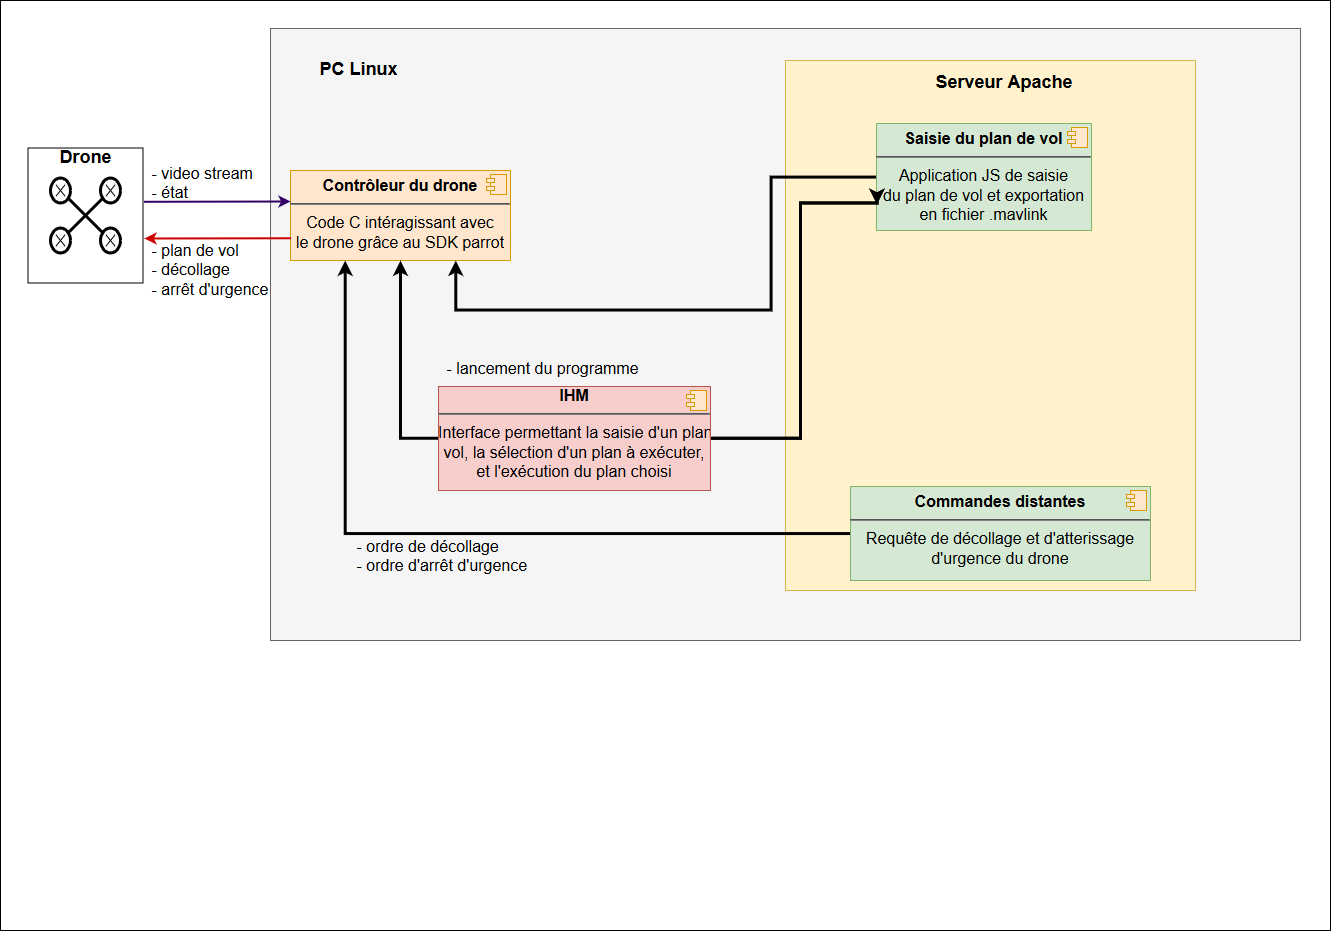 PC Linux
Serveur Apache
Drone
- video stream
- état
- plan de vol
- décollage
- arrêt d'urgence
Contrôleur du drone
Code C intéragissant avec
le drone grâce au SDK parrot
Saisie du plan de vol
Application JS de saisie
du plan de vol et exportation
en fichier .mavlink
- lancement du programme
IHM
Interface permettant la saisie d'un plan
vol, la sélection d'un plan à exécuter,
et l'exécution du plan choisi
Commandes distantes
Requête de décollage et d'atterissage
d'urgence du drone
- ordre de décollage
- ordre d'arrêt d'urgence